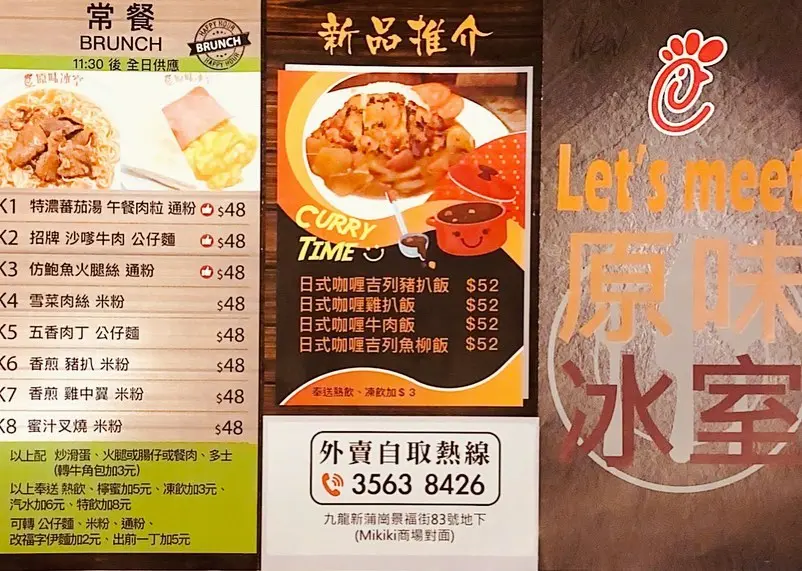 常餐
BRUNCH
11:30 後 全日供應
HAPPY HOUR
BRUNCH
HAPPY HOUR
K1 特濃蕃茄湯 午餐肉粒 通粉 $48
K2 招牌 沙嗲牛肉 公仔麵 $48
K3 仿鮑魚火腿絲 通粉 $48
K4 雪菜肉絲 米粉 $48
K5 五香肉丁 公仔麵 $48
K6 香煎 豬扒 米粉 $48
K7 香煎 雞中翼 米粉 $48
K8 蜜汁叉燒 米粉 $48
以上配 炒滑蛋、火腿或腸仔或餐肉、多士
(轉牛角包加3元)
以上奉送 熱飲、檸蜜加5元、凍飲加3元、
汽水加6元、特飲加8元
可轉 公仔麵、米粉、通粉、
改福字伊麵加2元、出前一丁加5元
新品推介
CURRY
TIME
日式咖喱吉列豬扒飯 $52
日式咖喱雞扒飯 $52
日式咖喱牛肉飯 $52
日式咖喱吉列魚柳飯 $52
奉送熱飲、凍飲加$3
外賣自取熱線
3563 8426
九龍新蒲崗景福街83號地下
(Mikiki商場對面)
Let's meet
原味
冰室